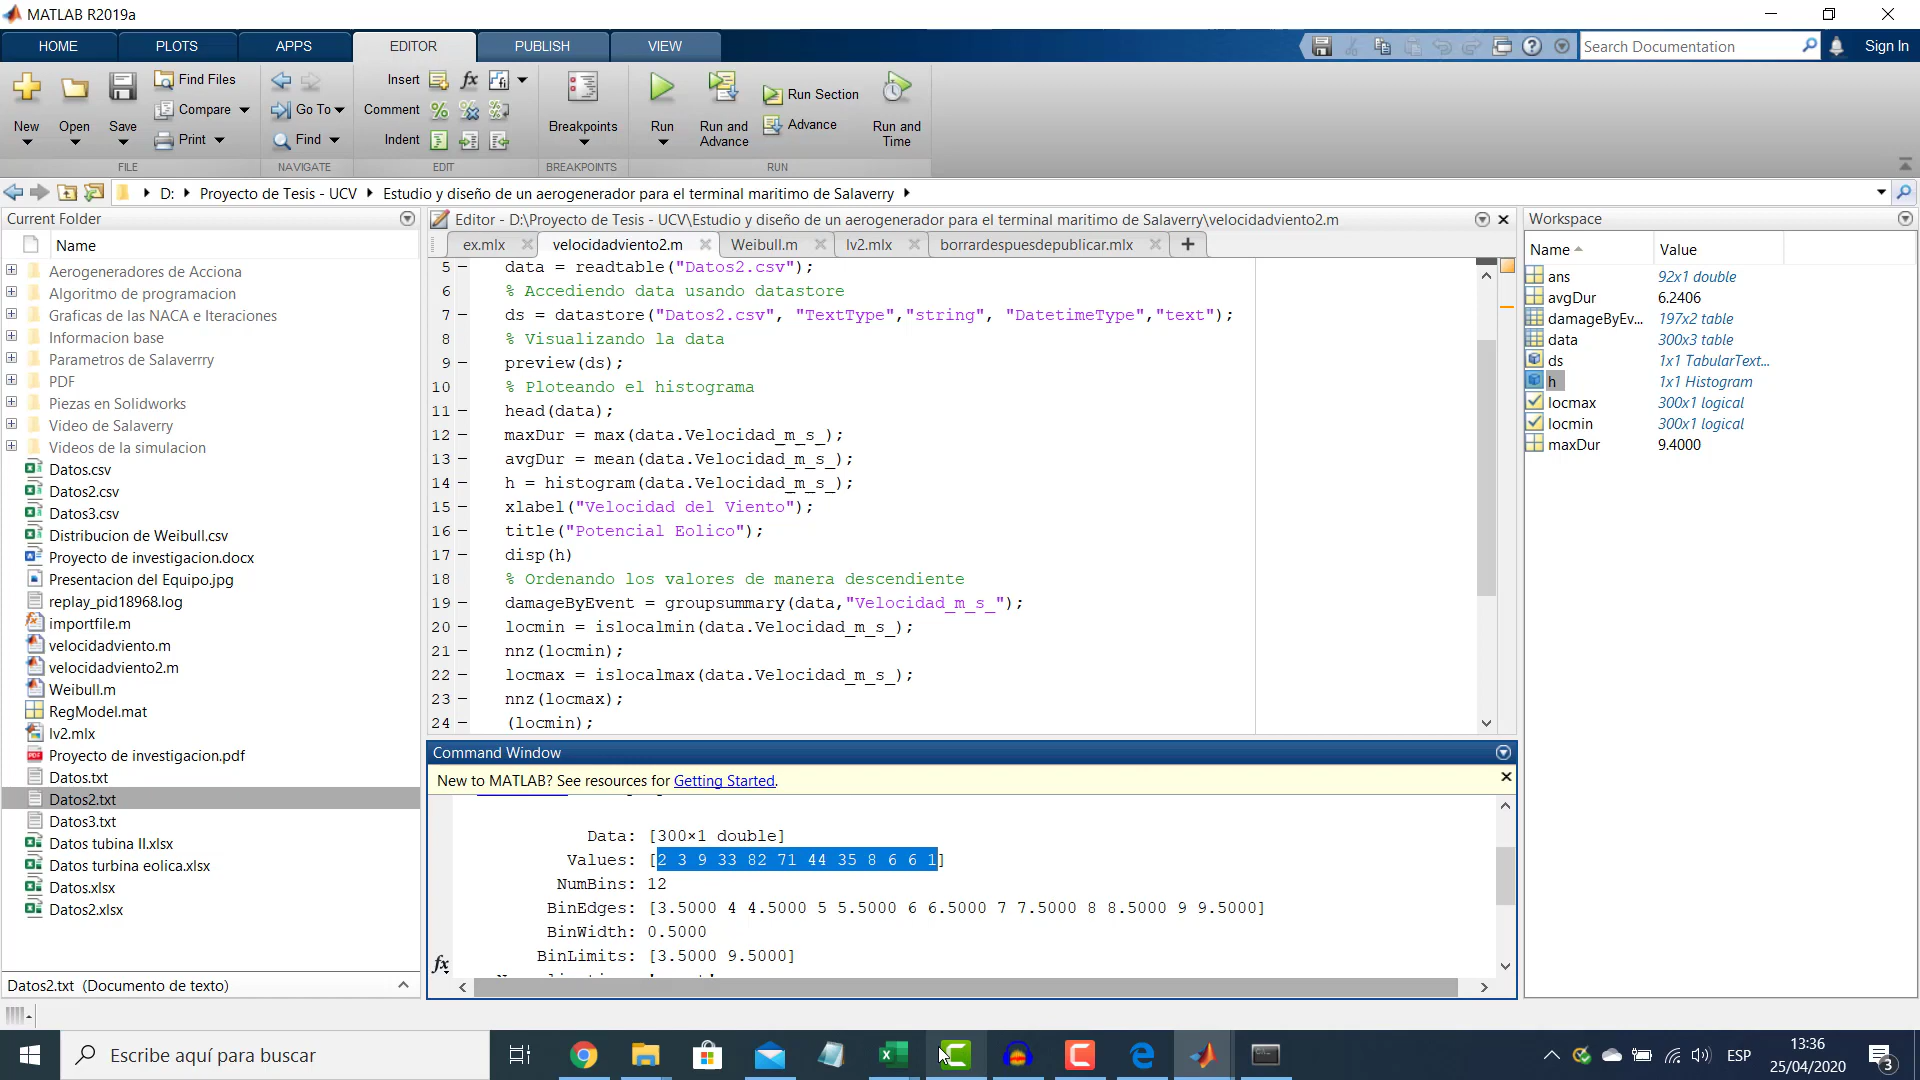 MATLAB R2019a
HOME PLOTS APPS EDITOR PUBLISH VIEW
Search Documentation
Sign In
New
Open
Save
Find Files
Compare
Print
FILE
Go To
Find
NAVIGATE
Insert
Comment
Indent
EDIT
Breakpoints
BREAKPOINTS
Run
Run and Advance
Run Section
Advance
Run and Time
RUN
D: Proyecto de Tesis - UCV Estudio y diseño de un aerogenerador para el terminal marítimo de Salaverry
Current Folder
Name
Aerogeneradores de Acciona
Algoritmo de programacion
Graficas de las NACA e Iteraciones
Informacion base
Parametros de Salaverrry
PDF
Piezas en Solidworks
Video de Salaverry
Videos de la simulacion
Datos.csv
Datos2.csv
Datos3.csv
Distribucion de Weibull.csv
Proyecto de investigacion.docx
Presentacion del Equipo.jpg
replay_pid18968.log
importfile.m
velocidadviento.m
velocidadviento2.m
Weibull.m
RegModel.mat
lv2.mlx
Proyecto de investigacion.pdf
Datos.txt
Datos2.txt
Datos3.txt
Datos tubina II.xlsx
Datos turbina eolica.xlsx
Datos.xlsx
Datos2.xlsx
Datos2.txt (Documento de texto)
Editor - D:\Proyecto de Tesis - UCV\Estudio y diseño de un aerogenerador para el terminal marítimo de Salaverry\velocidadviento2.m
ex.mlx velocidadviento2.m Weibull.m lv2.mlx borrardespuesdepublicar.mlx
5 – data = readtable("Datos2.csv");
6 % Accediendo data usando datastore
7 – ds = datastore("Datos2.csv", "TextType","string", "DatetimeType","text");
8 % Visualizando la data
9 – preview(ds);
10 % Ploteando el histograma
11 – head(data);
12 – maxDur = max(data.Velocidad_m_s_);
13 – avgDur = mean(data.Velocidad_m_s_);
14 – h = histogram(data.Velocidad_m_s_);
15 – xlabel("Velocidad del Viento");
16 – title("Potencial Eolico");
17 – disp(h)
18 % Ordenando los valores de manera descendiente
19 – damageByEvent = groupsummary(data,"Velocidad_m_s_");
20 – locmin = islocalmin(data.Velocidad_m_s_);
21 – nnz(locmin);
22 – locmax = islocalmax(data.Velocidad_m_s_);
23 – nnz(locmax);
24 – (locmin);
Command Window
New to MATLAB? See resources for Getting Started.
Data: [300×1 double]
Values: [2 3 9 33 82 71 44 35 8 6 6 1]
NumBins: 12
BinEdges: [3.5000 4 4.5000 5 5.5000 6 6.5000 7 7.5000 8 8.5000 9 9.5000]
BinWidth: 0.5000
BinLimits: [3.5000 9.5000]
fx
Workspace
Name Value
ans 92x1 double
avgDur 6.2406
damageByEv... 197x2 table
data 300x3 table
ds 1x1 TabularText...
h 1x1 Histogram
locmax 300x1 logical
locmin 300x1 logical
maxDur 9.4000
Escribe aquí para buscar
ESP
13:36
25/04/2020
3